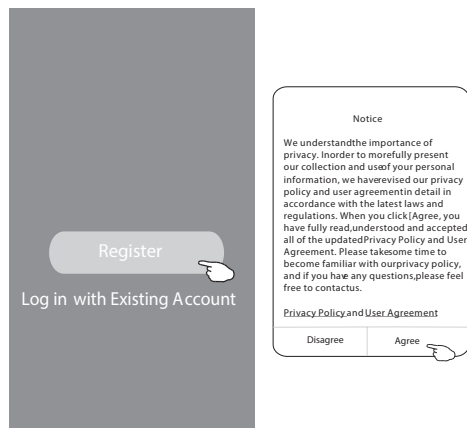 Register
Log in with Existing Account
Notice
We understandthe importance of
privacy. Inorder to morefully present
our collection and useof your personal
information, we haverevised our privacy
policy and user agreementin detail in
accordance with the latest laws and
regulations. When you click [Agree, you
have fully read,understood and accepted
all of the updatedPrivacy Policy and User
Agreement. Please takesome time to
become familiar with ourprivacy policy,
and if you have any questions,please feel
free to contactus.
Privacy Policy and User Agreement
Disagree Agree